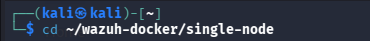 ┌──(kali㉿kali)-[~]
└─$ cd ~/wazuh-docker/single-node